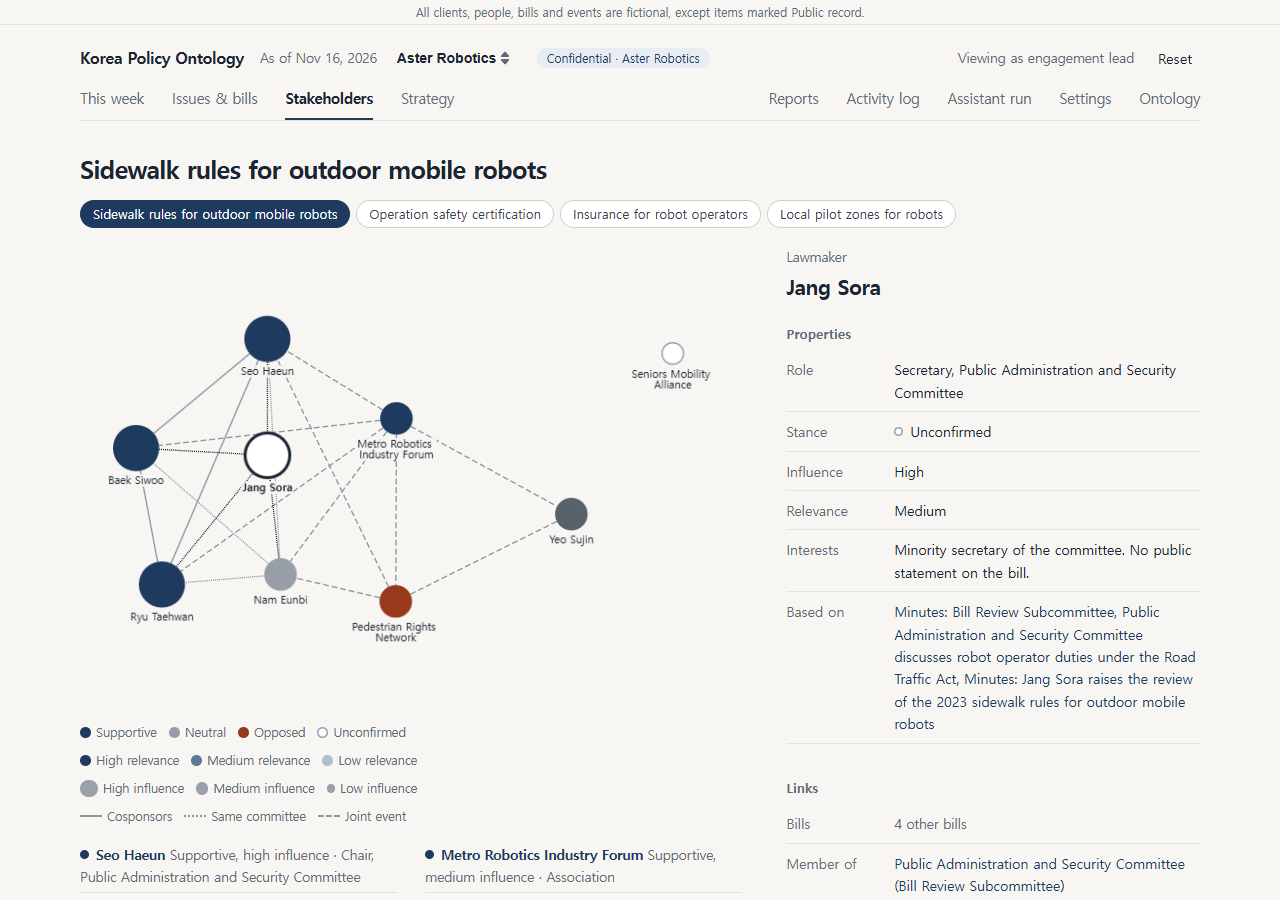 All clients, people, bills and events are fictional, except items marked Public record.
Korea Policy Ontology As of Nov 16, 2026 Aster Robotics Confidential · Aster Robotics Viewing as engagement lead Reset
This week Issues & bills Stakeholders Strategy Reports Activity log Assistant run Settings Ontology
Sidewalk rules for outdoor mobile robots
Sidewalk rules for outdoor mobile robots Operation safety certification Insurance for robot operators Local pilot zones for robots
Seo Haeun
Seniors Mobility
Alliance
Metro Robotics
Industry Forum
Baek Siwoo
Jang Sora
Yeo Sujin
Nam Eunbi
Ryu Taehwan
Pedestrian Rights
Network
Supportive Neutral Opposed Unconfirmed
High relevance Medium relevance Low relevance
High influence Medium influence Low influence
Cosponsors Same committee Joint event
Seo Haeun Supportive, high influence · Chair,
Public Administration and Security Committee
Metro Robotics Industry Forum Supportive,
medium influence · Association
Lawmaker
Jang Sora
Properties
Role Secretary, Public Administration and Security
Committee
Stance Unconfirmed
Influence High
Relevance Medium
Interests Minority secretary of the committee. No public
statement on the bill.
Based on Minutes: Bill Review Subcommittee, Public
Administration and Security Committee
discusses robot operator duties under the Road
Traffic Act, Minutes: Jang Sora raises the review
of the 2023 sidewalk rules for outdoor mobile
robots
Links
Bills 4 other bills
Member of Public Administration and Security Committee
(Bill Review Subcommittee)